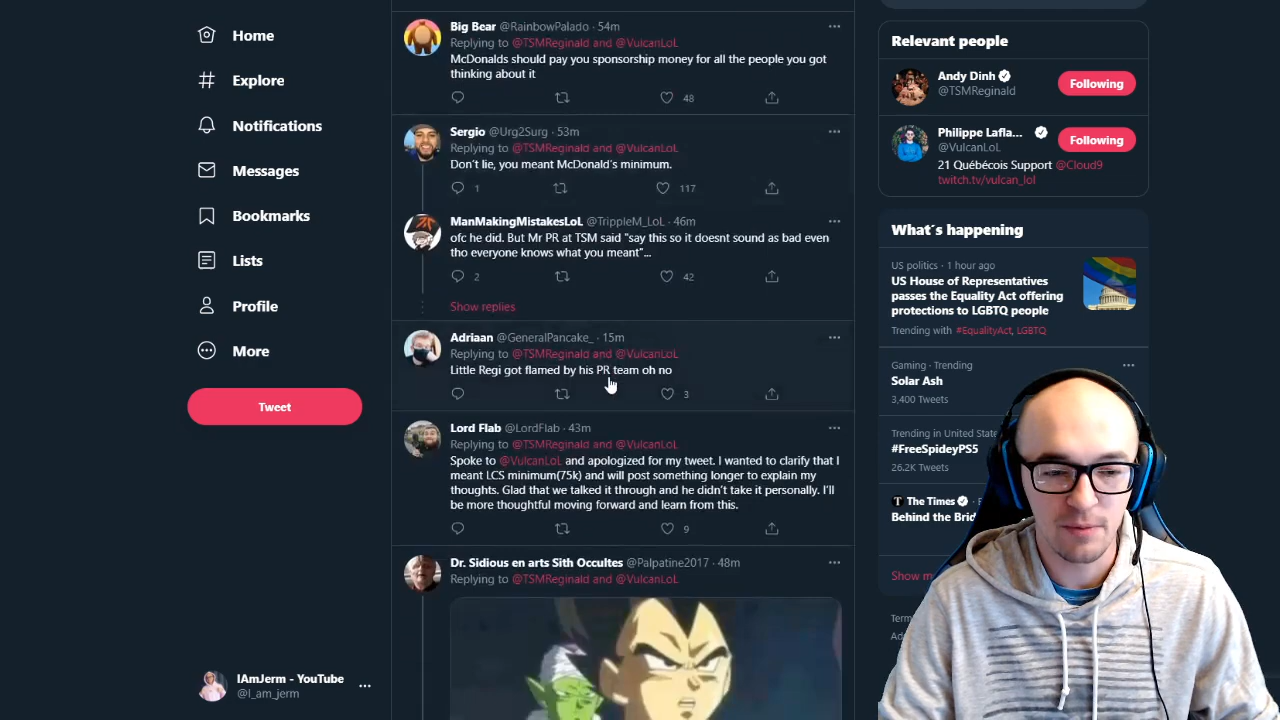 Home
Explore
Notifications
Messages
Bookmarks
Lists
Profile
More
Tweet
IAmJerm - YouTube
@I_am_jerm
Big Bear @RainbowPalado · 54m
Replying to @TSMReginald and @VulcanLoL
McDonalds should pay you sponsorship money for all the people you got
thinking about it
48
Sergio @Urg2Surg · 53m
Replying to @TSMReginald and @VulcanLoL
Don't lie, you meant McDonald's minimum.
1
117
ManMakingMistakesLoL @TrippleM_LoL · 46m
ofc he did. But Mr PR at TSM said "say this so it doesnt sound as bad even
tho everyone knows what you meant"...
2
42
Show replies
Adriaan @GeneralPancake_ · 15m
Replying to @TSMReginald and @VulcanLoL
Little Regi got flamed by his PR team oh no
3
Lord Flab @LordFlab · 43m
Replying to @TSMReginald and @VulcanLoL
Spoke to @VulcanLoL and apologized for my tweet. I wanted to clarify that I
meant LCS minimum(75k) and will post something longer to explain my
thoughts. Glad that we talked it through and he didn't take it personally. I'll
be more thoughtful moving forward and learn from this.
9
Dr. Sidious en arts Sith Occultes @Palpatine2017 · 48m
Replying to @TSMReginald and @VulcanLoL
Relevant people
Andy Dinh
@TSMReginald
Following
Philippe Lafla...
@VulcanLoL
Following
21 Québécois Support @Cloud9
twitch.tv/vulcan_lol
What's happening
US politics · 1 hour ago
US House of Representatives
passes the Equality Act offering
protections to LGBTQ people
Trending with #EqualityAct, LGBTQ
Gaming · Trending
Solar Ash
3,400 Tweets
Trending in United State
#FreeSpideyPS5
26.2K Tweets
The Times
Behind the Brid
Show m
Term
Ad